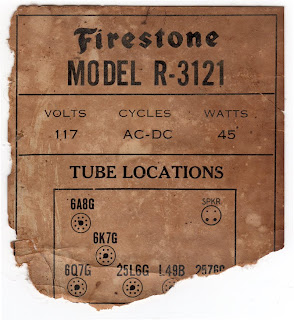 Firestone
MODEL R-3121
VOLTS CYCLES WATTS
117 AC-DC 45
TUBE LOCATIONS
6A8G SPKR.
6K7G
6Q7G 25L6G L49B 25Z6G